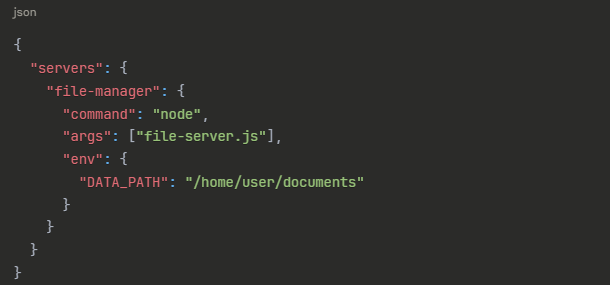 json
{
  "servers": {
    "file-manager": {
      "command": "node",
      "args": ["file-server.js"],
      "env": {
        "DATA_PATH": "/home/user/documents"
      }
    }
  }
}